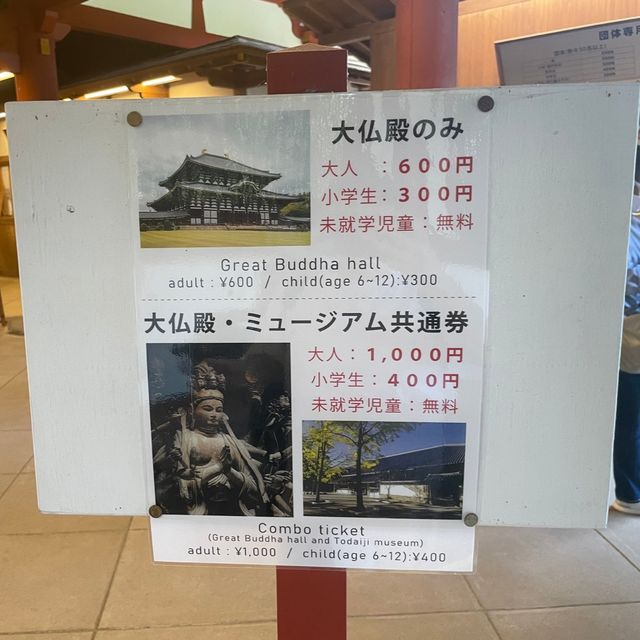 団体専用
大仏殿のみ
大人 ： 600円
小学生： 300円
未就学児童： 無料
Great Buddha hall
adult : ¥600 / child(age 6~12):¥300
大仏殿・ミュージアム共通券
大人： 1,000円
小学生： 400円
未就学児童： 無料
Combo ticket
(Great Buddha hall and Todaiji museum)
adult : ¥1,000 / child(age 6~12):¥400